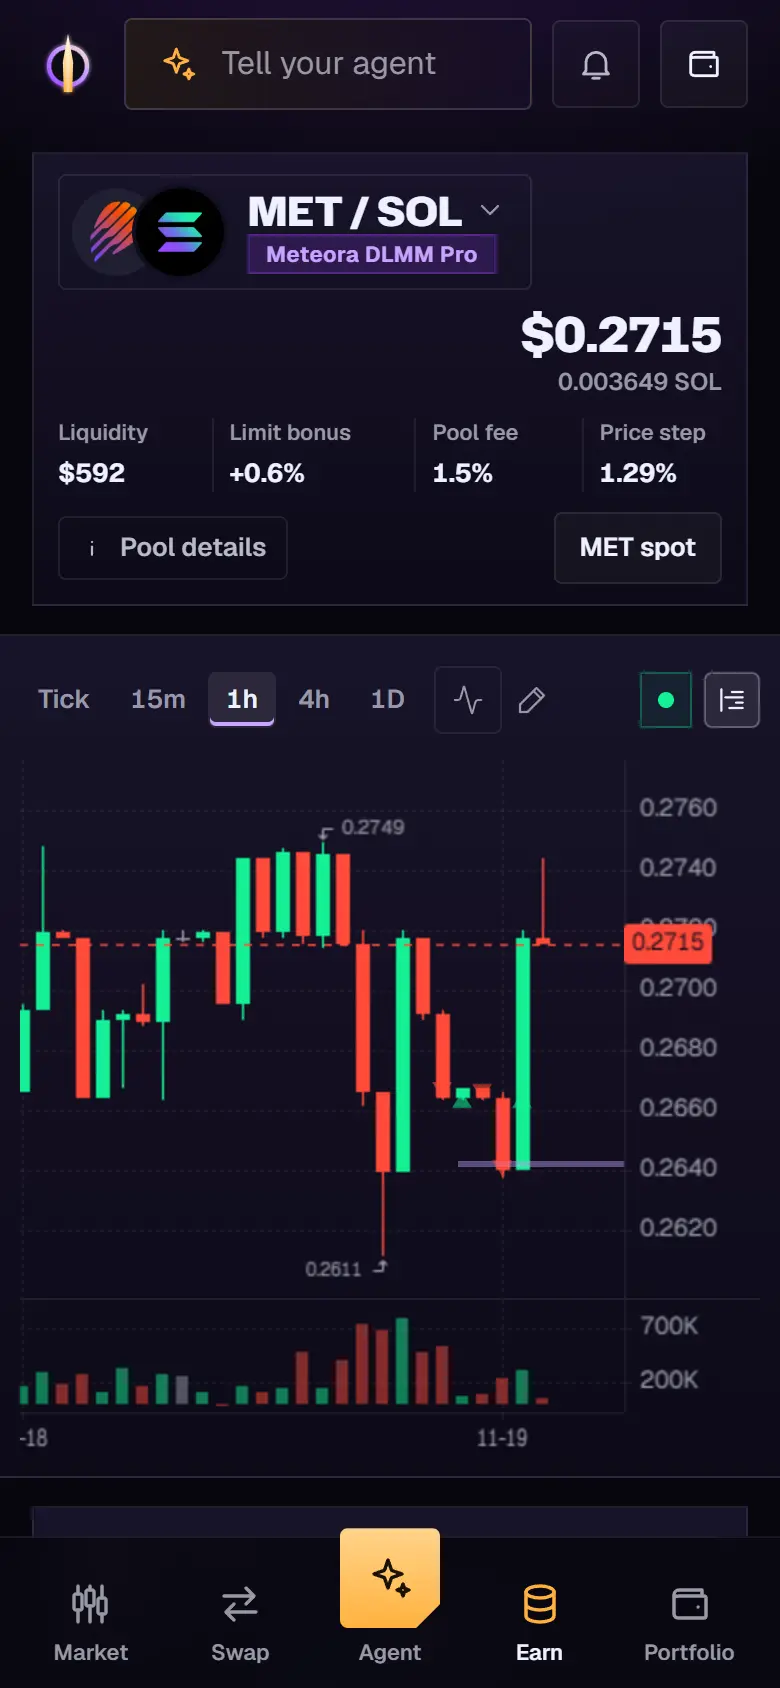 Tell your agent
MET / SOL
Meteora DLMM Pro
$0.2715
0.003649 SOL
Liquidity
Limit bonus
Pool fee
Price step
$592
+0.6%
1.5%
1.29%
Pool details
MET spot
Tick
15m
1h
4h
1D
0.2760
0.2749
0.2740
0.2715
0.2700
0.2680
0.2660
0.2640
0.2620
0.2611
700K
200K
-18
11-19
Market
Swap
Agent
Earn
Portfolio